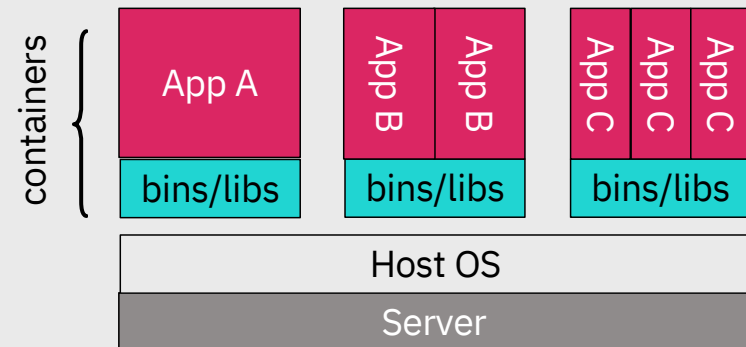 containers
App A
App B
App B
App C
App C
App C
bins/libs
bins/libs
bins/libs
Host OS
Server